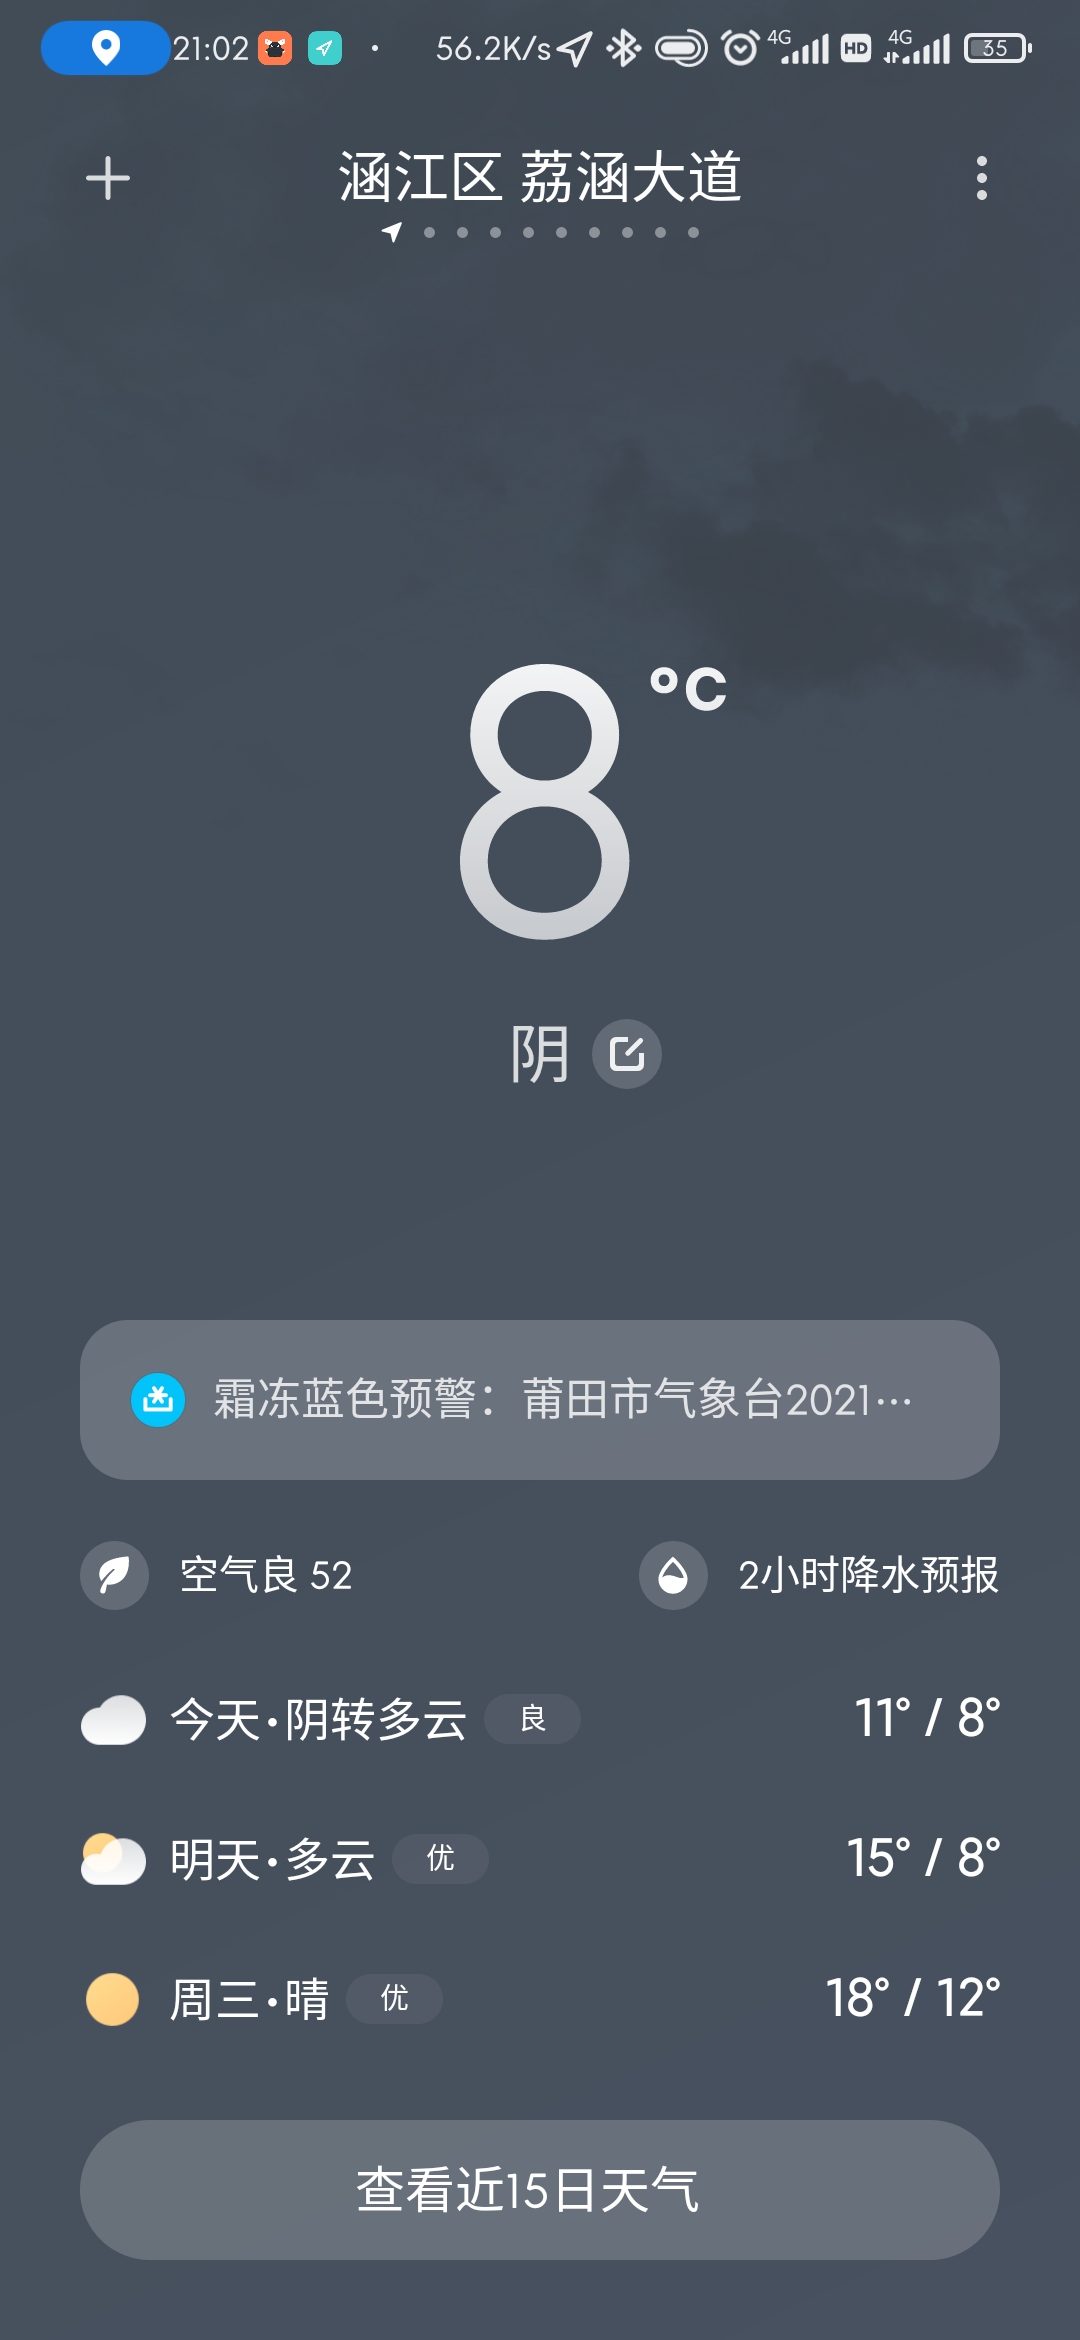 21:02 56.2K/s 4G HD 4G 35
涵江区 荔涵大道
8°C
阴
霜冻蓝色预警：莆田市气象台2021…
空气良 52
2小时降水预报
今天·阴转多云 良 11° / 8°
明天·多云 优 15° / 8°
周三·晴 优 18° / 12°
查看近15日天气